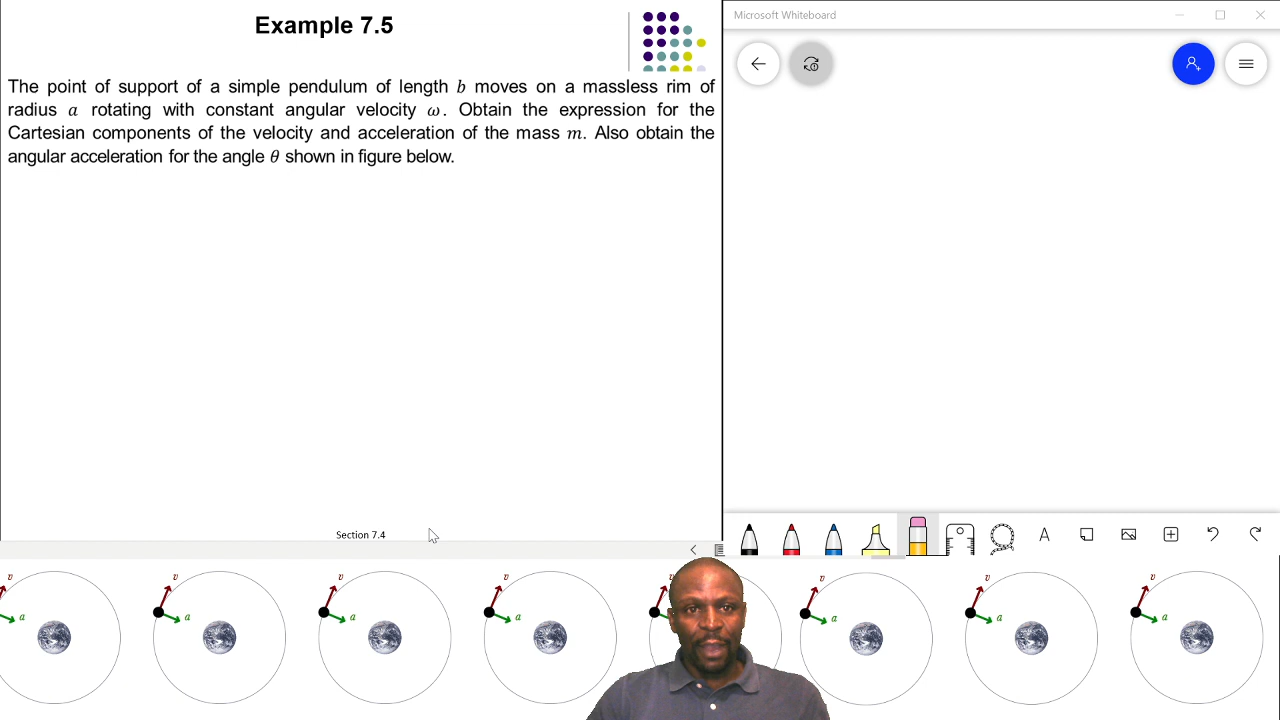 Example 7.5
Microsoft Whiteboard
The point of support of a simple pendulum of length b moves on a massless rim of
radius a rotating with constant angular velocity ω. Obtain the expression for the
Cartesian components of the velocity and acceleration of the mass m. Also obtain the
angular acceleration for the angle θ shown in figure below.
Section 7.4
A
v
a
v
a
v
a
v
a
v
v
a
v
a
v
a